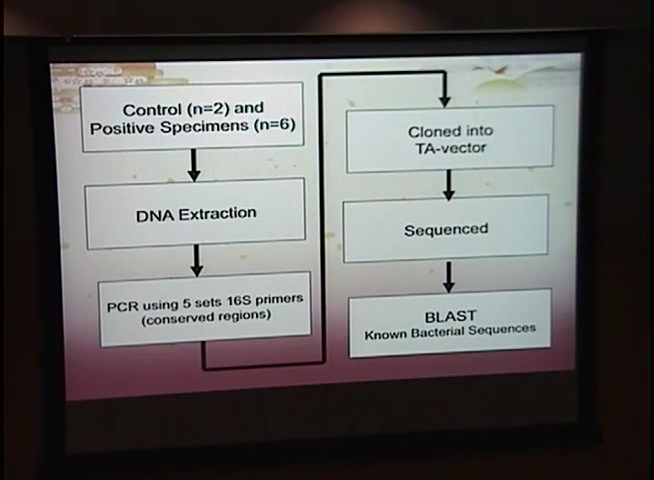 Control (n=2) and
Positive Specimens (n=6)
DNA Extraction
PCR using 5 sets 16S primers
(conserved regions)
Cloned into
TA-vector
Sequenced
BLAST
Known Bacterial Sequences